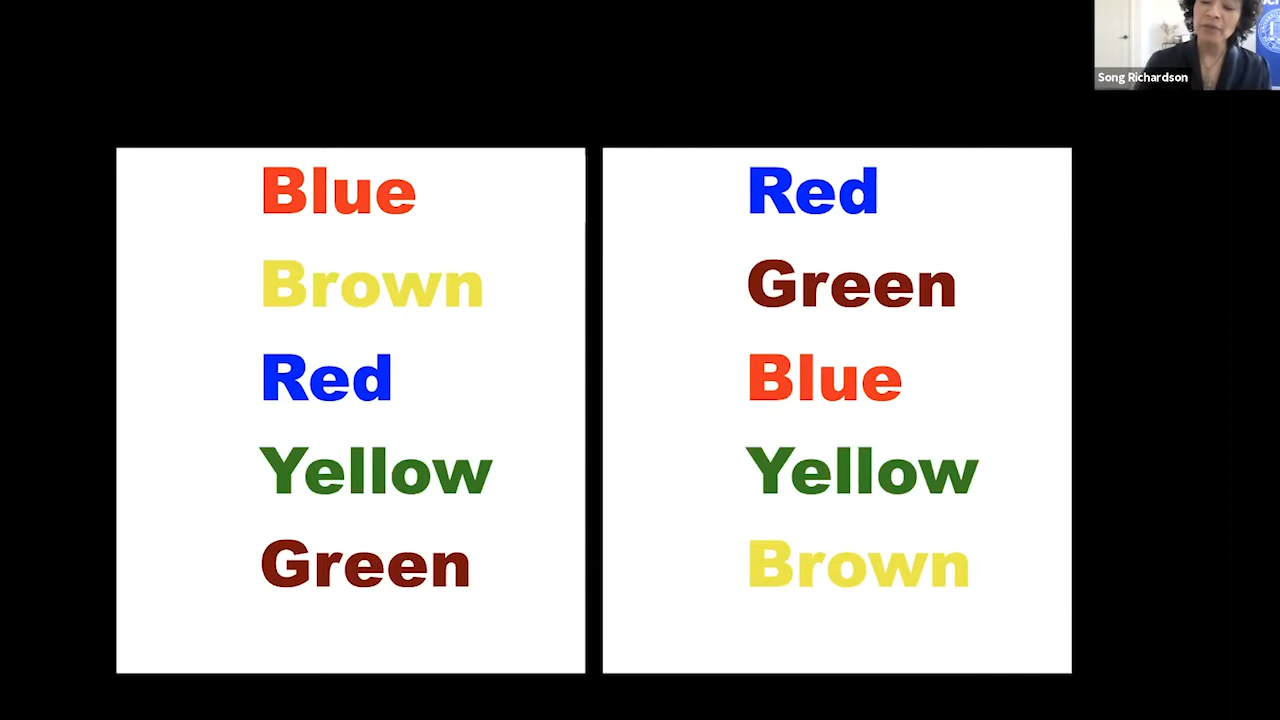 Song Richardson
Blue
Brown
Red
Yellow
Green
Red
Green
Blue
Yellow
Brown